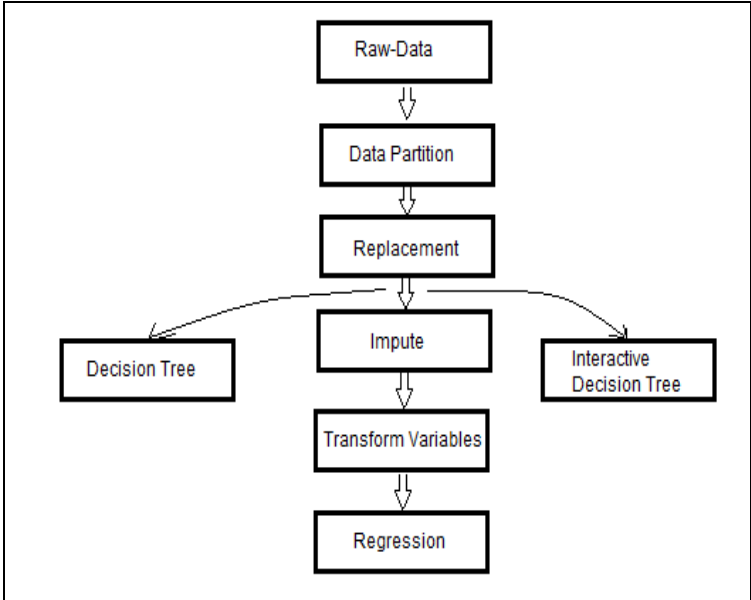 Raw-Data
Data Partition
Replacement
Impute
Decision Tree
Interactive
Decision Tree
Transform Variables
Regression